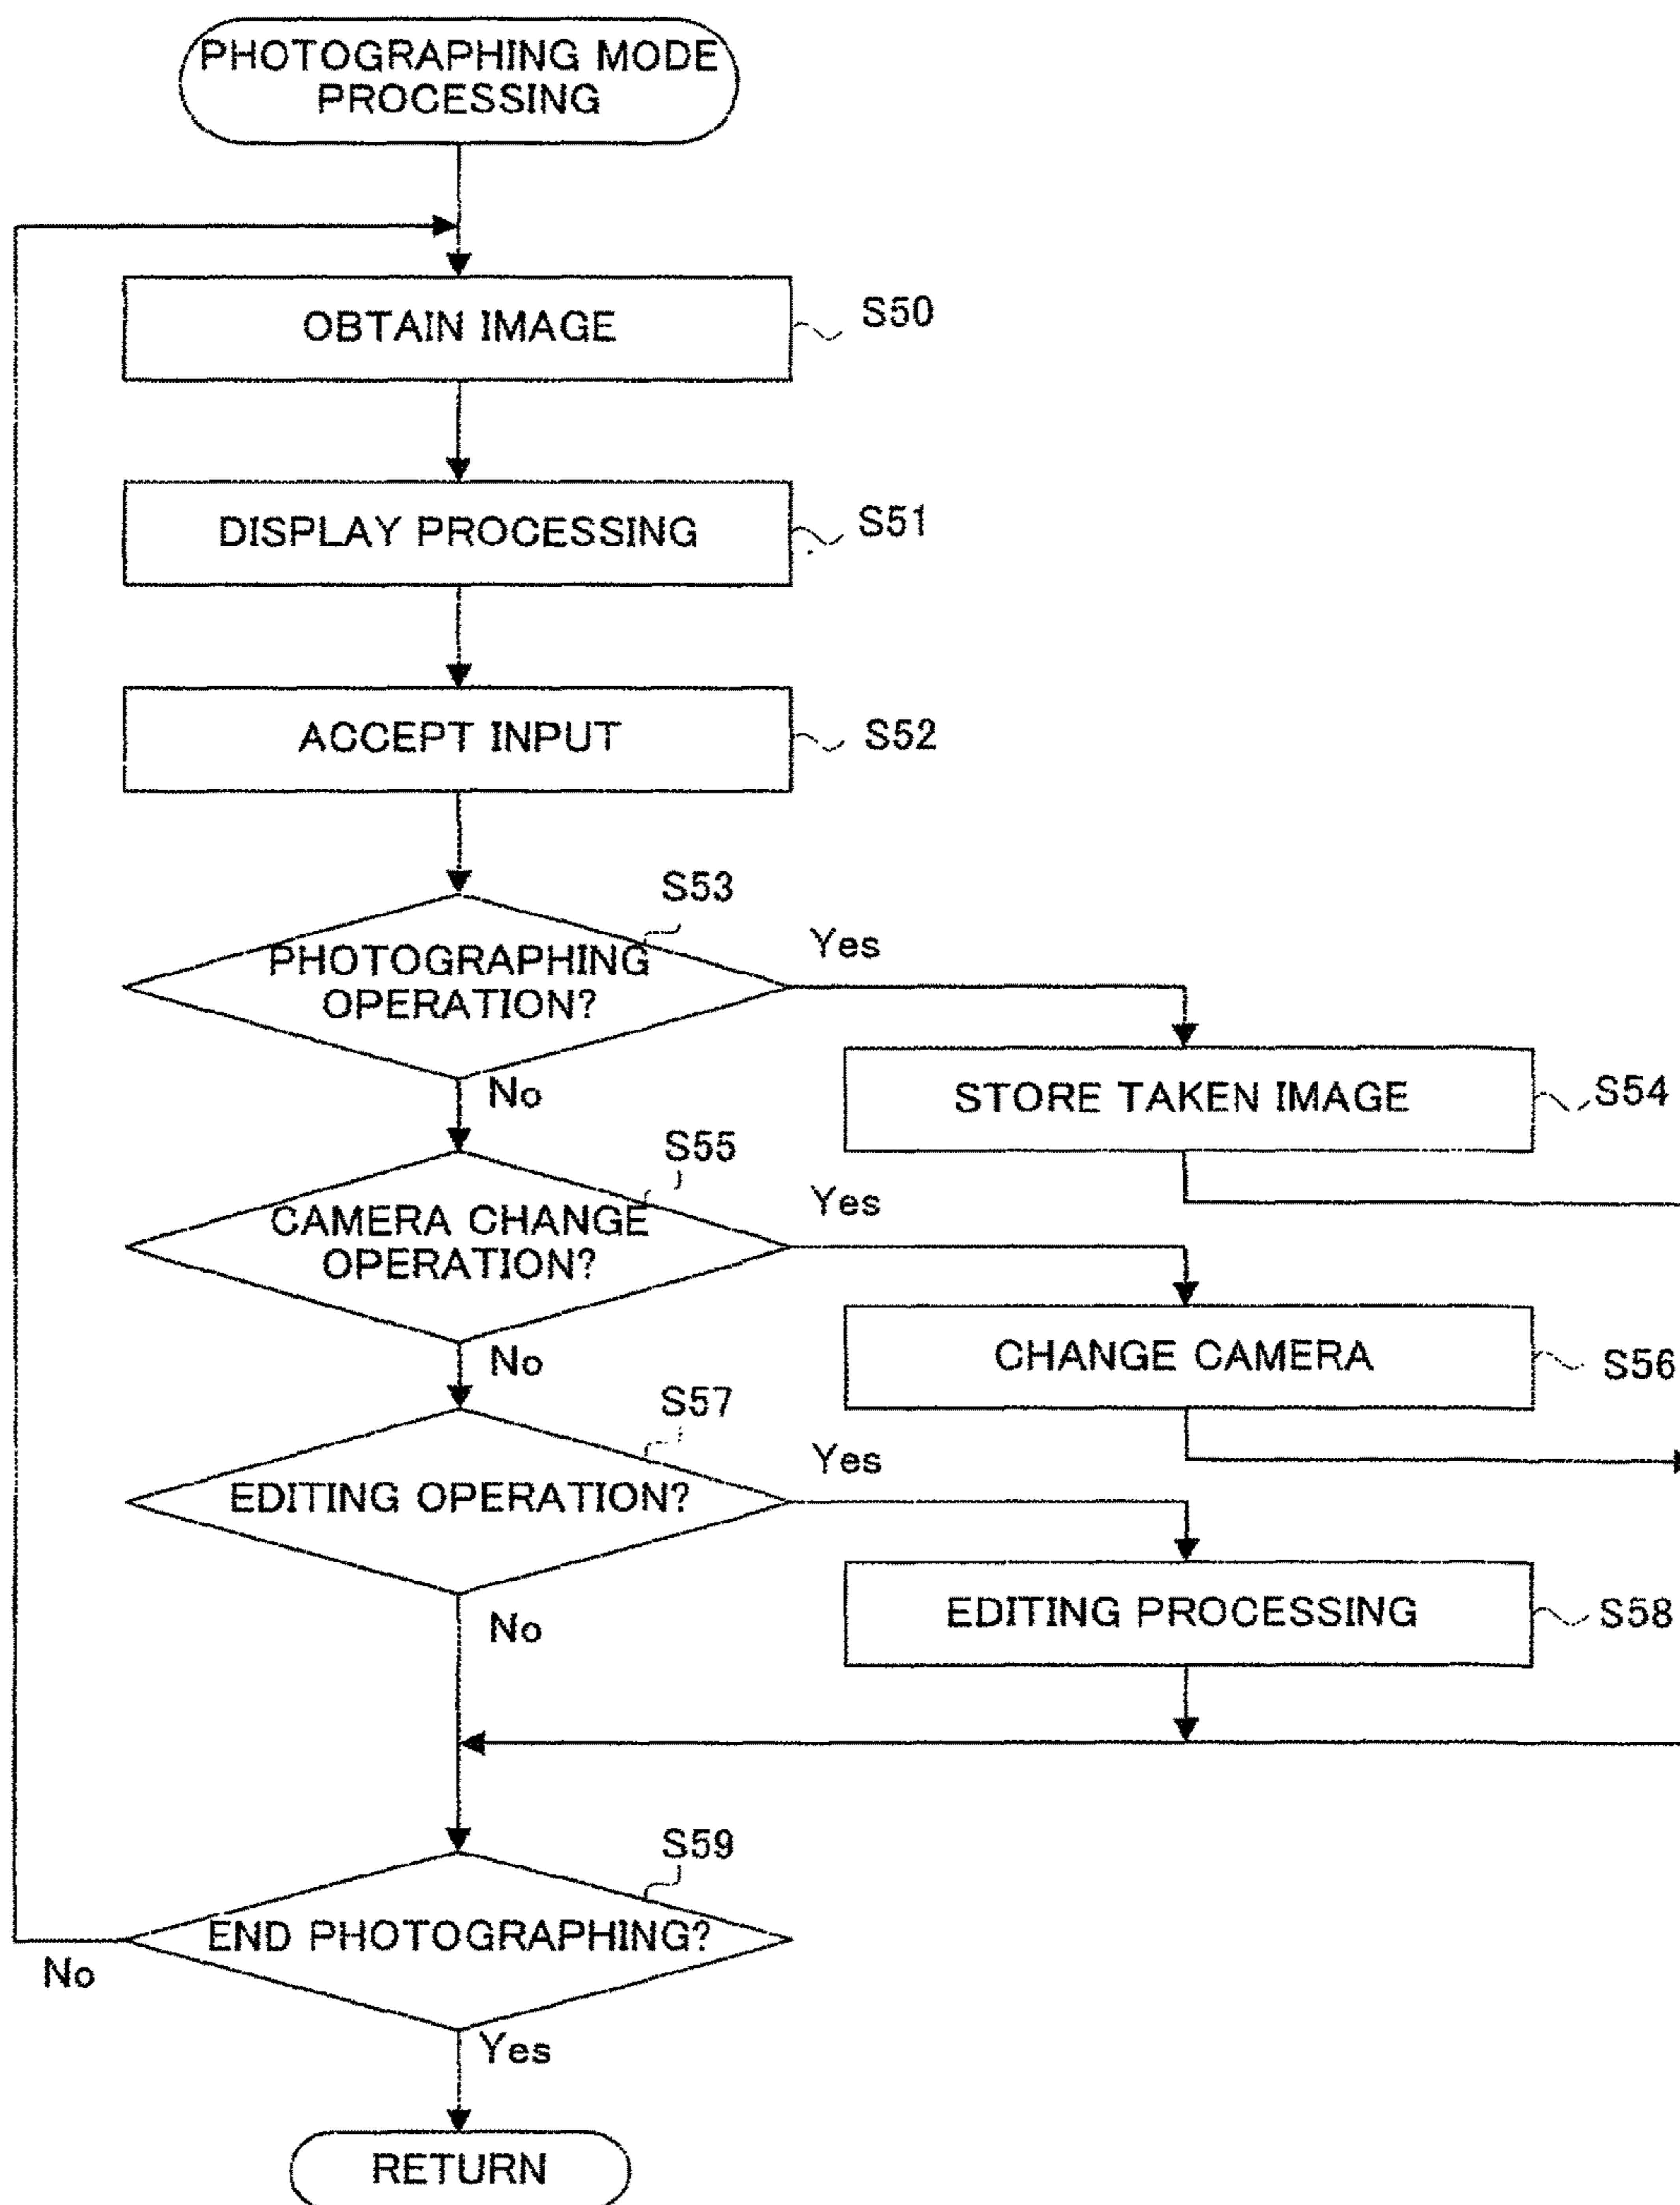 PHOTOGRAPHING MODE
PROCESSING
OBTAIN IMAGE
S50
DISPLAY PROCESSING
S51
ACCEPT INPUT
S52
S53
PHOTOGRAPHING
OPERATION?
Yes
No
STORE TAKEN IMAGE
S54
S55
CAMERA CHANGE
OPERATION?
Yes
No
CHANGE CAMERA
S56
S57
EDITING OPERATION?
Yes
No
EDITING PROCESSING
S58
S59
END PHOTOGRAPHING?
No
Yes
RETURN